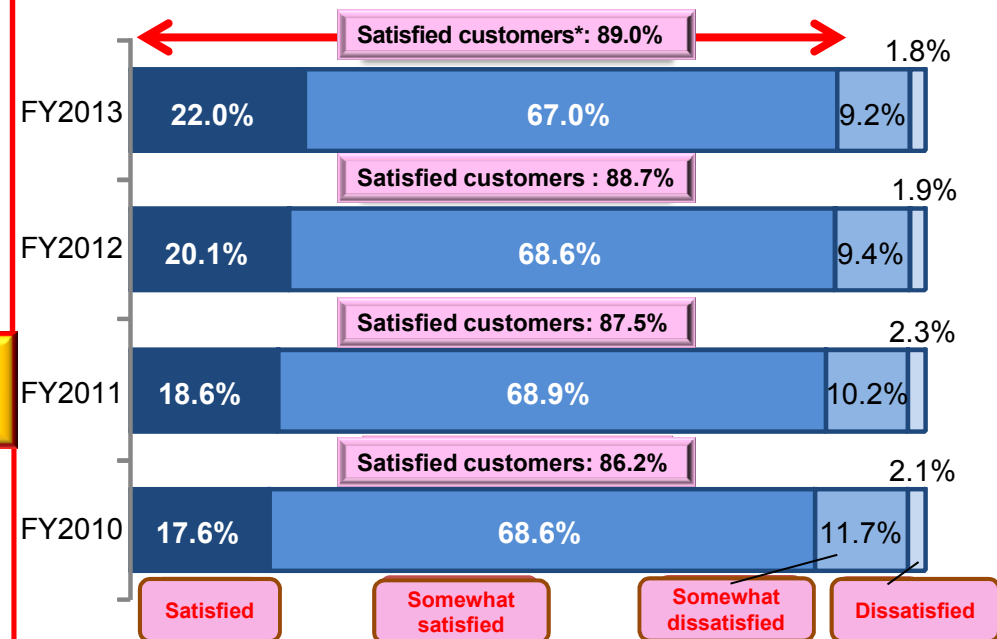 Satisfied customers*: 89.0%
1.8%
FY2013
22.0%
67.0%
9.2%
Satisfied customers : 88.7%
1.9%
FY2012
20.1%
68.6%
9.4%
Satisfied customers: 87.5%
2.3%
FY2011
18.6%
68.9%
10.2%
Satisfied customers: 86.2%
2.1%
FY2010
17.6%
68.6%
11.7%
Satisfied
Somewhat
satisfied
Somewhat
dissatisfied
Dissatisfied